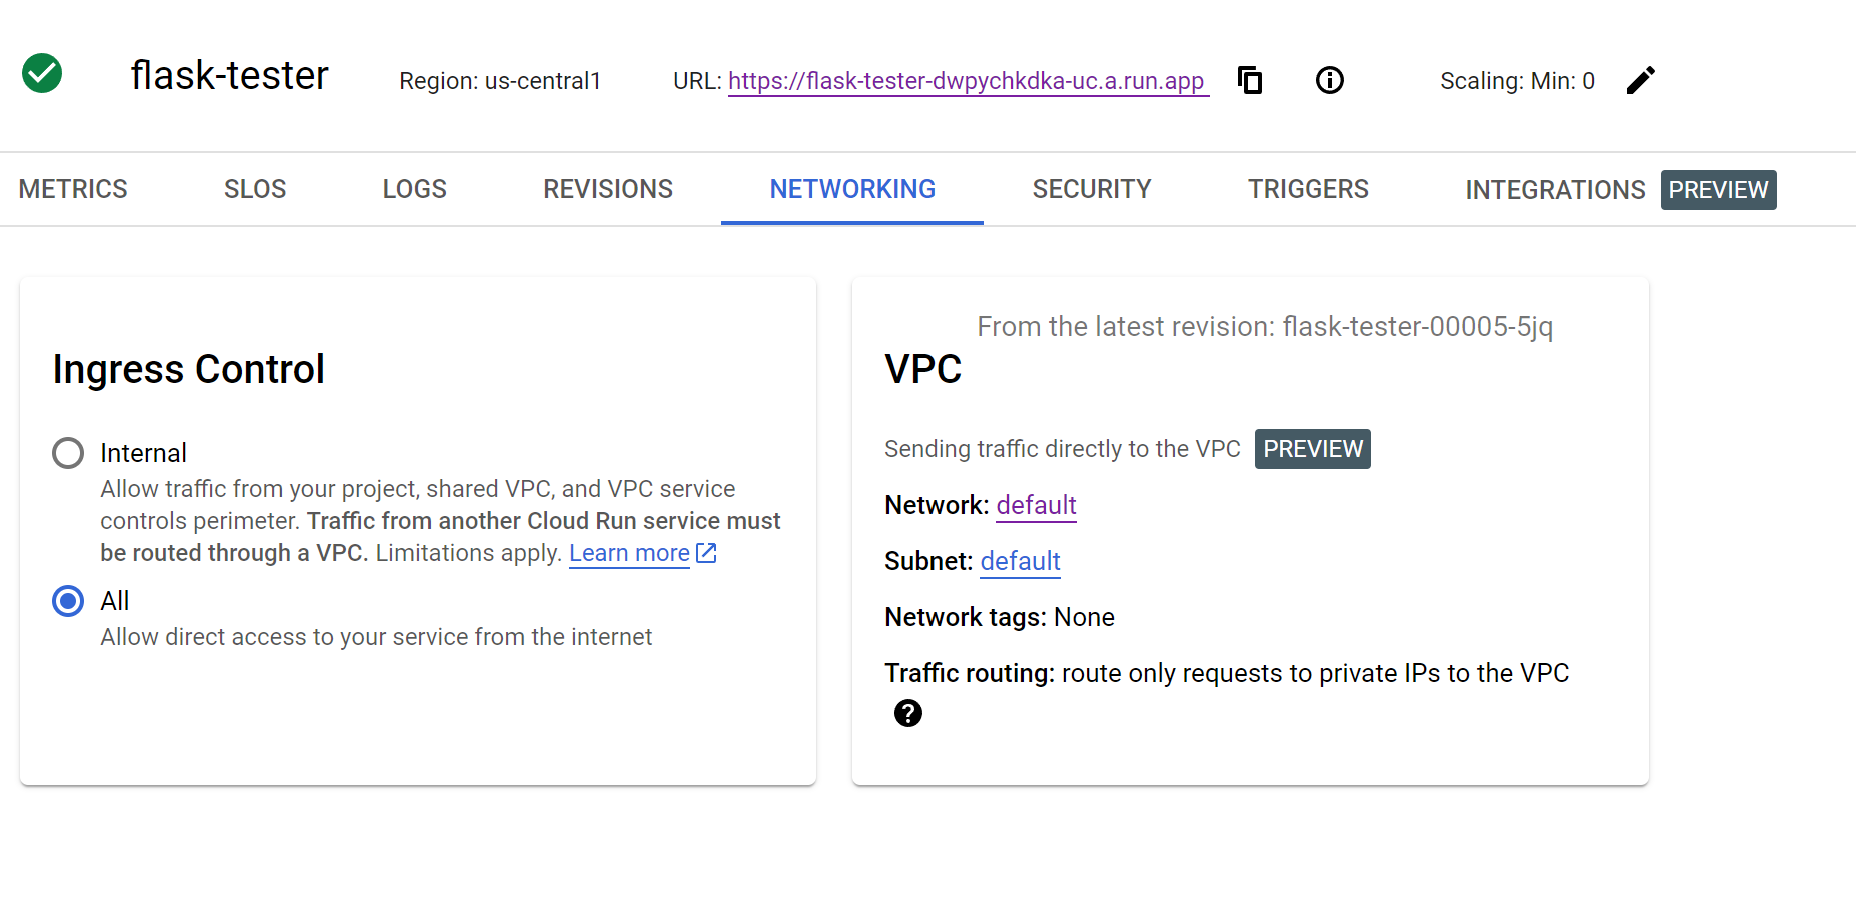 flask-tester
Region: us-central1
URL: https://flask-tester-dwpychkdka-uc.a.run.app
Scaling: Min: 0
METRICS
SLOS
LOGS
REVISIONS
NETWORKING
SECURITY
TRIGGERS
INTEGRATIONS PREVIEW
Ingress Control
Internal
Allow traffic from your project, shared VPC, and VPC service
controls perimeter. Traffic from another Cloud Run service must
be routed through a VPC. Limitations apply. Learn more
All
Allow direct access to your service from the internet
From the latest revision: flask-tester-00005-5jq
VPC
Sending traffic directly to the VPC PREVIEW
Network: default
Subnet: default
Network tags: None
Traffic routing: route only requests to private IPs to the VPC